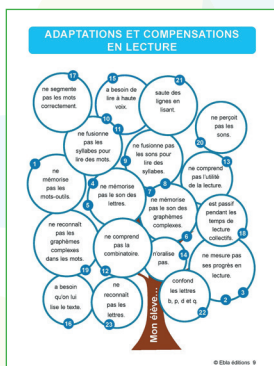 ADAPTATIONS ET COMPENSATIONS
EN LECTURE
17
ne segmente
pas les mots
correctement.
15
a besoin de
lire à haute
voix.
21
saute des
lignes en
lisant.
10
11
ne fusionne
pas les
syllabes pour
lire des mots.
9
ne fusionne
pas les sons
pour lire des
syllabes.
20
ne perçoit
pas les
sons.
1
ne
mémorise
pas les
mots-outils.
4
5
ne mémorise
pas le son des
lettres.
7
8
ne mémorise
pas le son des
graphèmes
complexes.
6
13
ne comprend
pas l'utilité
de la lecture.
est passif
pendant les
temps de
lecture
collectifs.
18
ne reconnaît
pas les
graphèmes
complexes
dans les mots.
19
ne comprend
pas la
combinatoire.
12
14
n'oralise
pas.
ne mesure pas
ses progrès en
lecture.
2
3
a besoin
qu'on lui
lise le texte.
16
ne
reconnaît
pas les
lettres.
23
confond
les lettres
b, p, d et q.
22
Mon élève...
© Eblo éditions 9